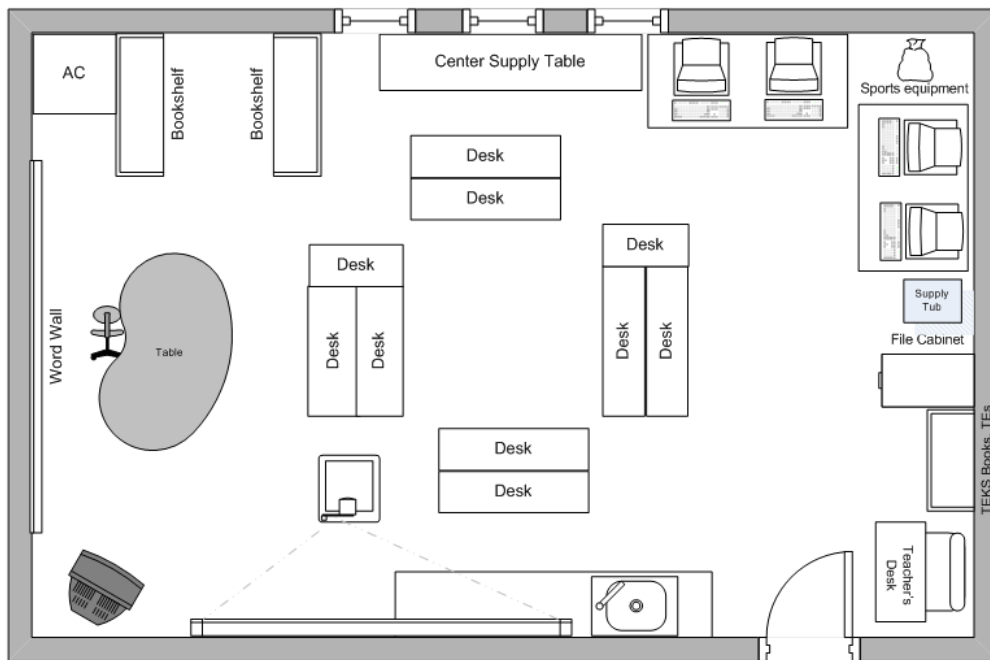 AC
Bookshelf
Bookshelf
Center Supply Table
Sports equipment
Desk
Desk
Desk
Desk
Desk
Desk
Desk
Desk
Supply
Tub
File Cabinet
Word Wall
Table
Desk
Desk
TEKS Books, TEs
Teacher's
Desk